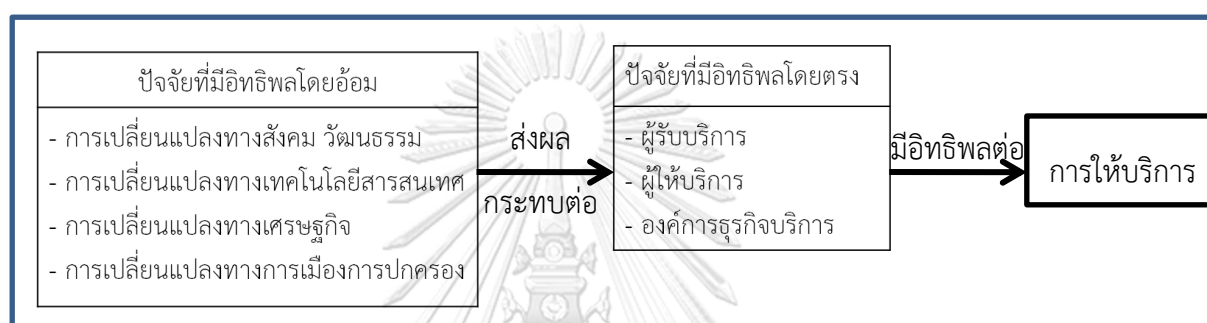 ปัจจัยที่มีอิทธิพลโดยอ้อม
- การเปลี่ยนแปลงทางสังคม วัฒนธรรม
- การเปลี่ยนแปลงทางเทคโนโลยีสารสนเทศ
- การเปลี่ยนแปลงทางเศรษฐกิจ
- การเปลี่ยนแปลงทางการเมืองการปกครอง
ส่งผล
กระทบต่อ
ปัจจัยที่มีอิทธิพลโดยตรง
- ผู้รับบริการ
- ผู้ให้บริการ
- องค์การธุรกิจบริการ
มีอิทธิพลต่อ
การให้บริการ